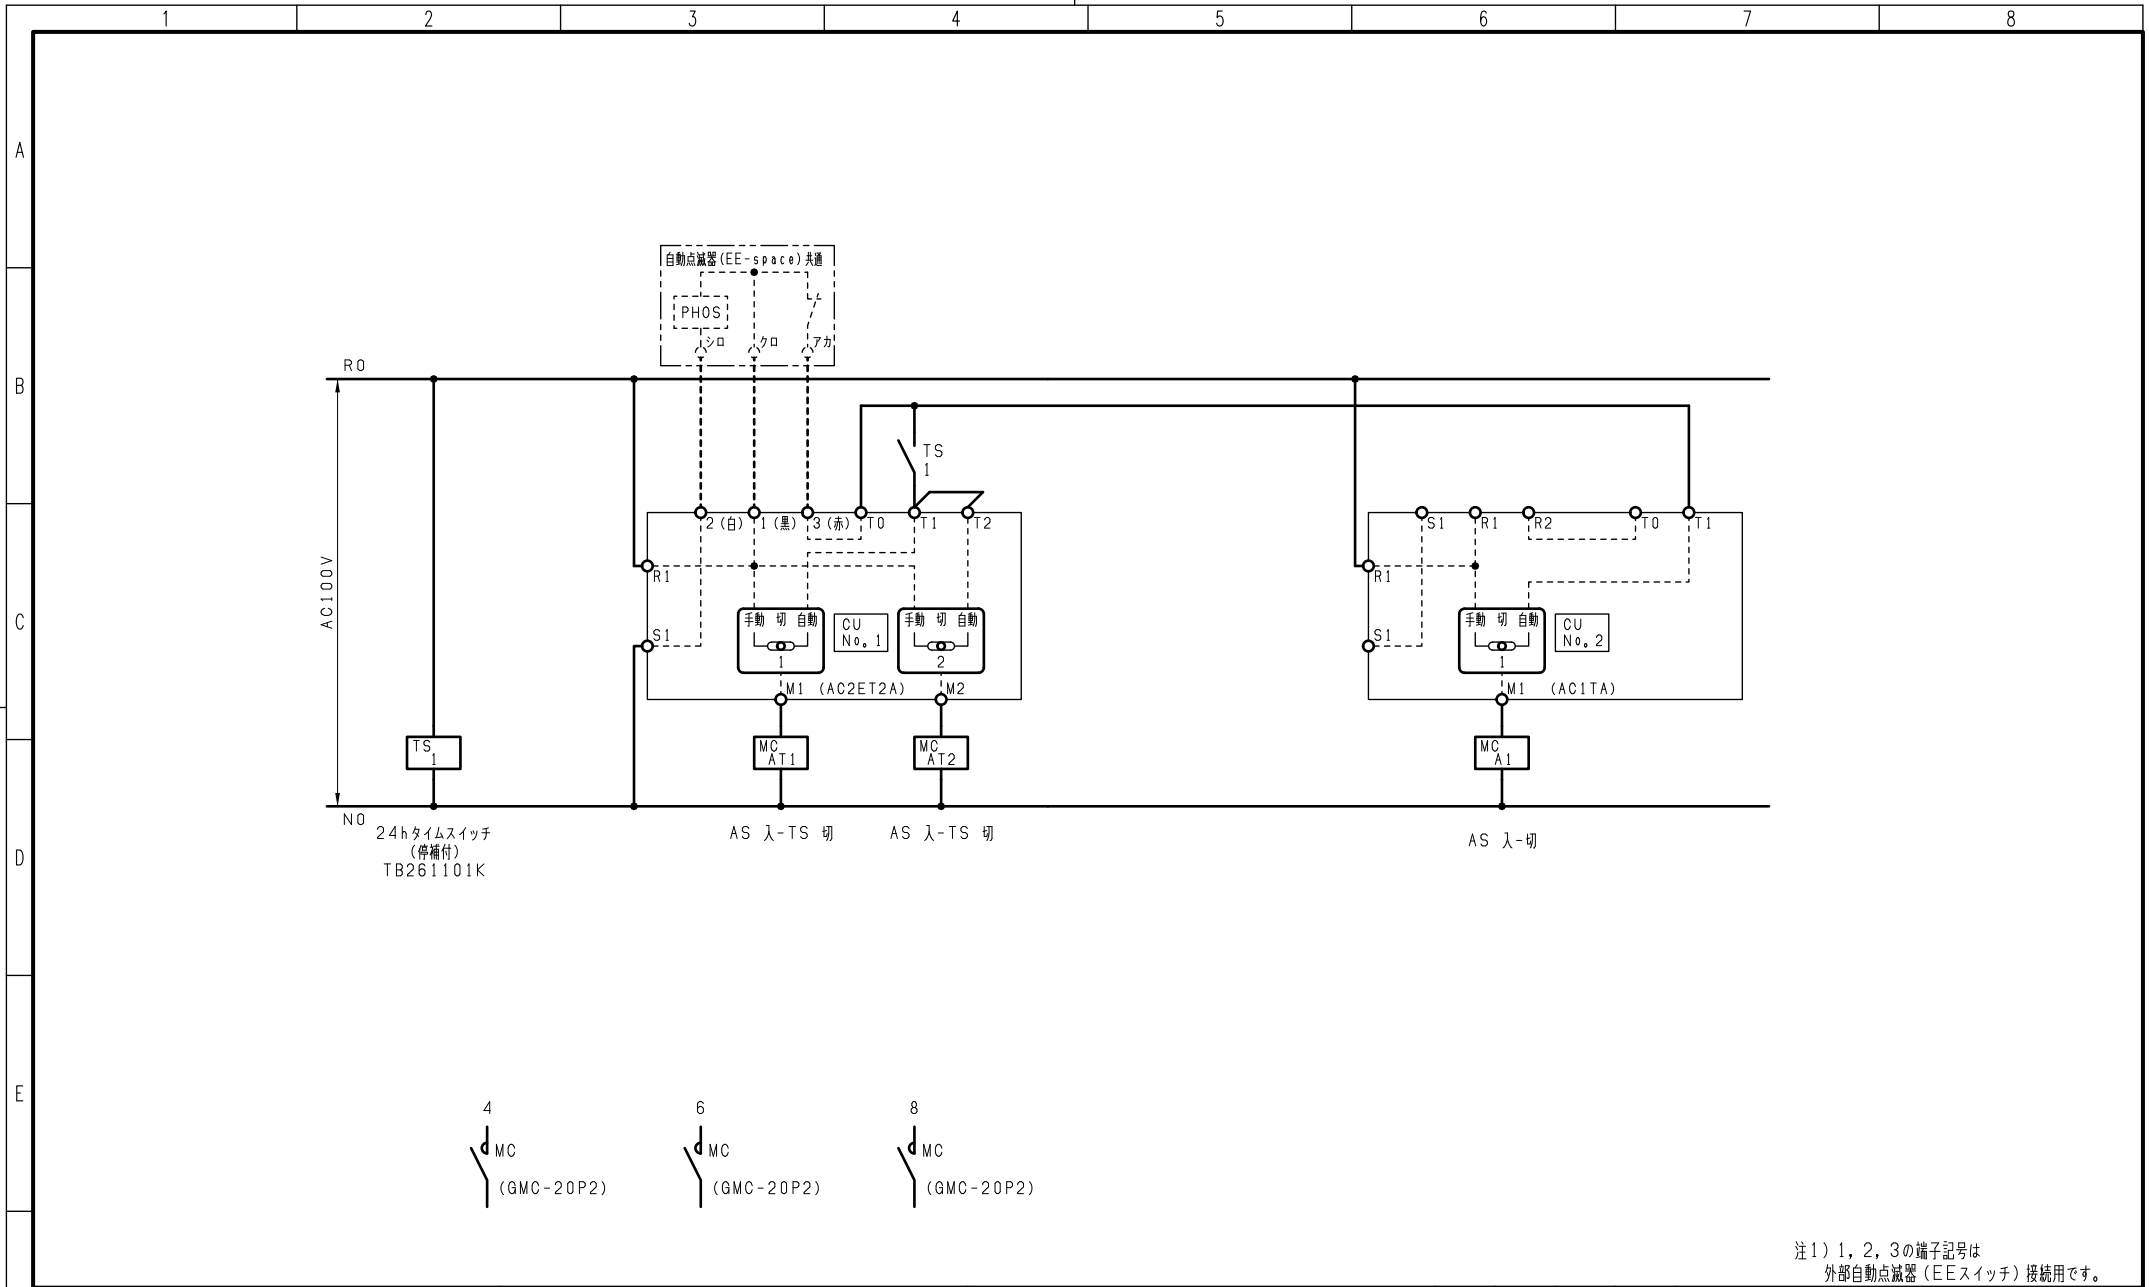 1 2 3 4 5 6 7 8
A
自動点滅器(EE-space)共通
PHOS
シロ クロ アカ
R0
B
TS
1
2(白) 1(黒) 3(赤) T0 T1 T2
S1 R1 R2 T0 T1
AC100V
R1
R1
C
手動 切 自動
1
CU
No。1
手動 切 自動
2
手動 切 自動
1
CU
No。2
S1
S1
M1 (AC2ET2A) M2
M1 (AC1TA)
TS
1
MC
AT1
MC
AT2
MC
A1
N0
24hタイムスイッチ
(停補付)
TB261101K
AS 入-TS 切
AS 入-TS 切
AS 入-切
D
E
4 6 8
MC MC MC
(GMC-20P2) (GMC-20P2) (GMC-20P2)
注1) 1, 2, 3の端子記号は
外部自動点滅器(EEスイッチ)接続用です。